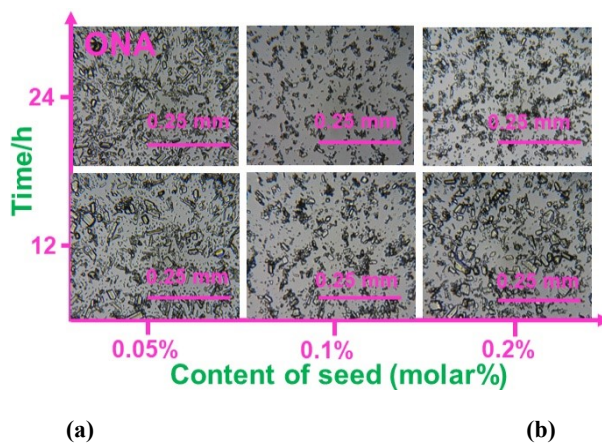 ONA
24
0.25 mm
0.25 mm
0.25 mm
Time/h
12
0.25 mm
0.25 mm
0.25 mm
0.05%
0.1%
0.2%
Content of seed (molar%)
(a)
(b)